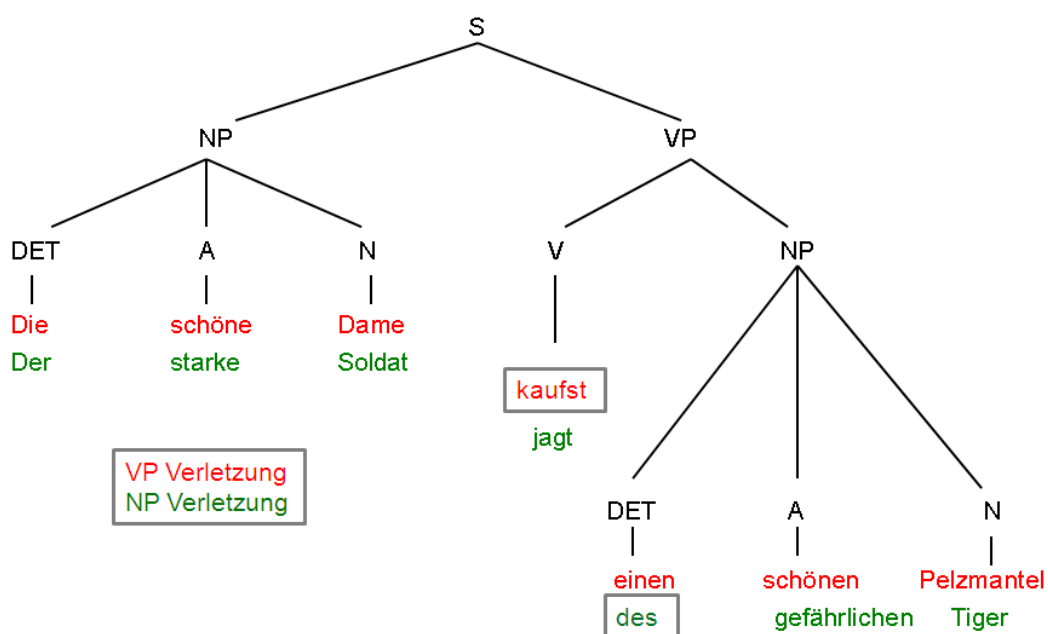 S
NP VP
DET A N V NP
Die schöne Dame
Der starke Soldat
kaufst
jagt
VP Verletzung
NP Verletzung
DET A N
einen schönen Pelzmantel
des gefährlichen Tiger